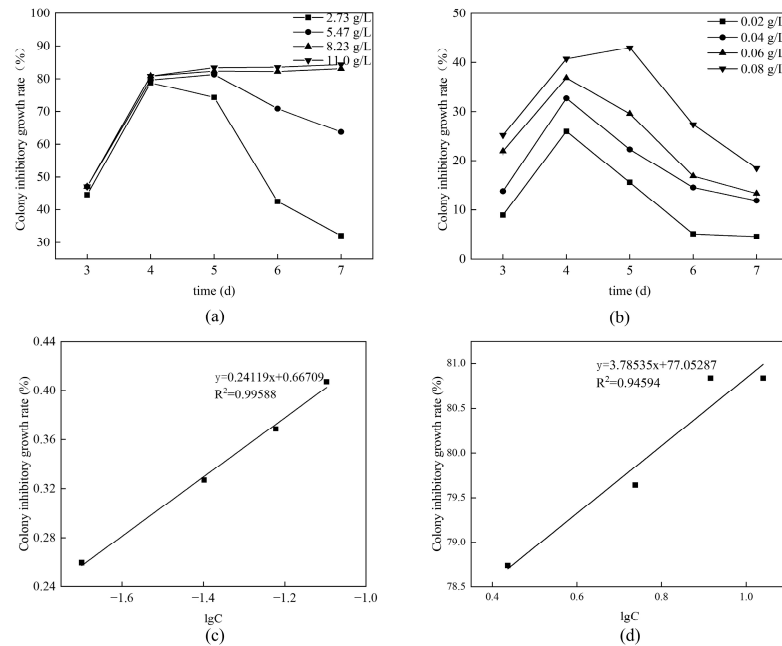 2.73 g/L
5.47 g/L
8.23 g/L
11.0 g/L
100
90
80
70
60
50
40
30
3 4 5 6 7
time (d)
Colony inhibitory growth rate (%)
(a)
0.02 g/L
0.04 g/L
0.06 g/L
0.08 g/L
50
40
30
20
10
0
3 4 5 6 7
time (d)
Colony inhibitory growth rate (%)
(b)
y=0.24119x+0.66709
R²=0.99588
0.44
0.40
0.36
0.32
0.28
0.24
−1.6 −1.4 −1.2 −1.0
lgC
Colony inhibitory growth rate (%)
(c)
y=3.78535x+77.05287
R²=0.94594
81.0
80.5
80.0
79.5
79.0
78.5
0.4 0.6 0.8 1.0
lgC
Colony inhibitory growth rate (%)
(d)